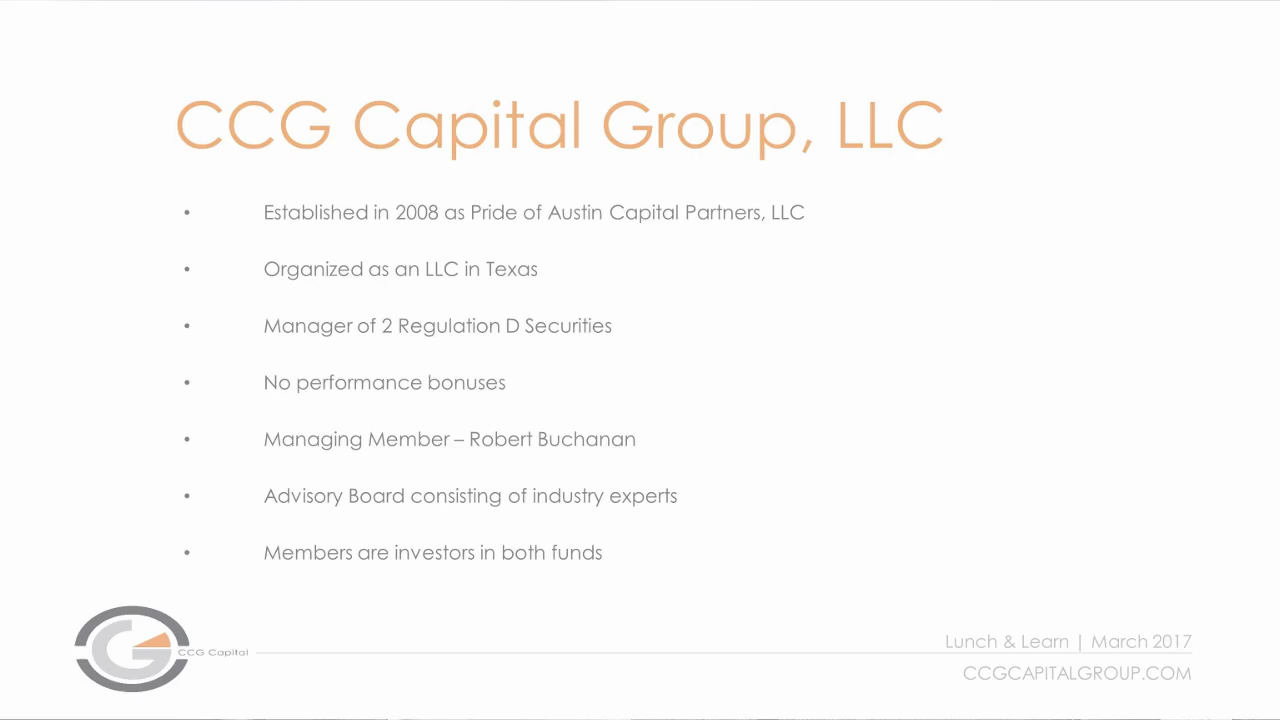 CCG Capital Group, LLC
• Established in 2008 as Pride of Austin Capital Partners, LLC
• Organized as an LLC in Texas
• Manager of 2 Regulation D Securities
• No performance bonuses
• Managing Member – Robert Buchanan
• Advisory Board consisting of industry experts
• Members are investors in both funds
CCG Capital
Lunch & Learn | March 2017
CCGCAPITALGROUP.COM